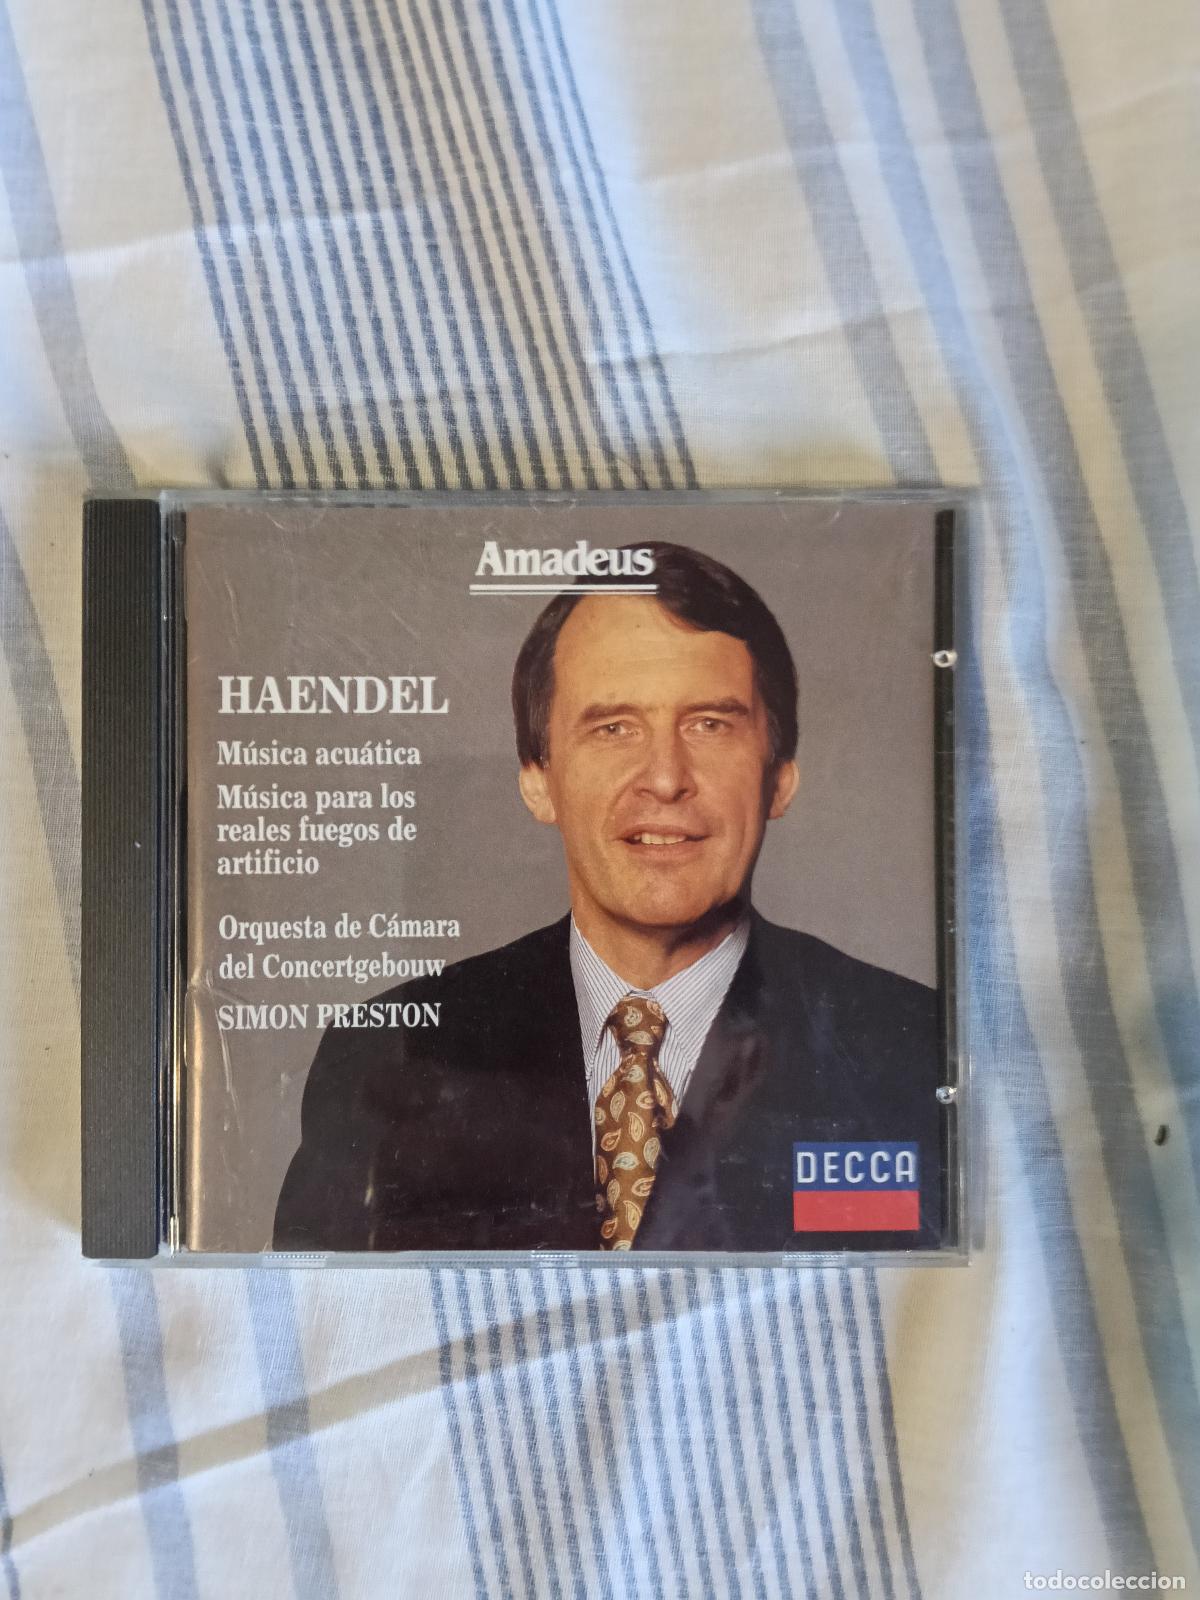 Amadeus
HAENDEL
Música acuática
Música para los
reales fuegos de
artificio
Orquesta de Cámara
del Concertgebouw
SIMON PRESTON
DECCA
todocoleccion